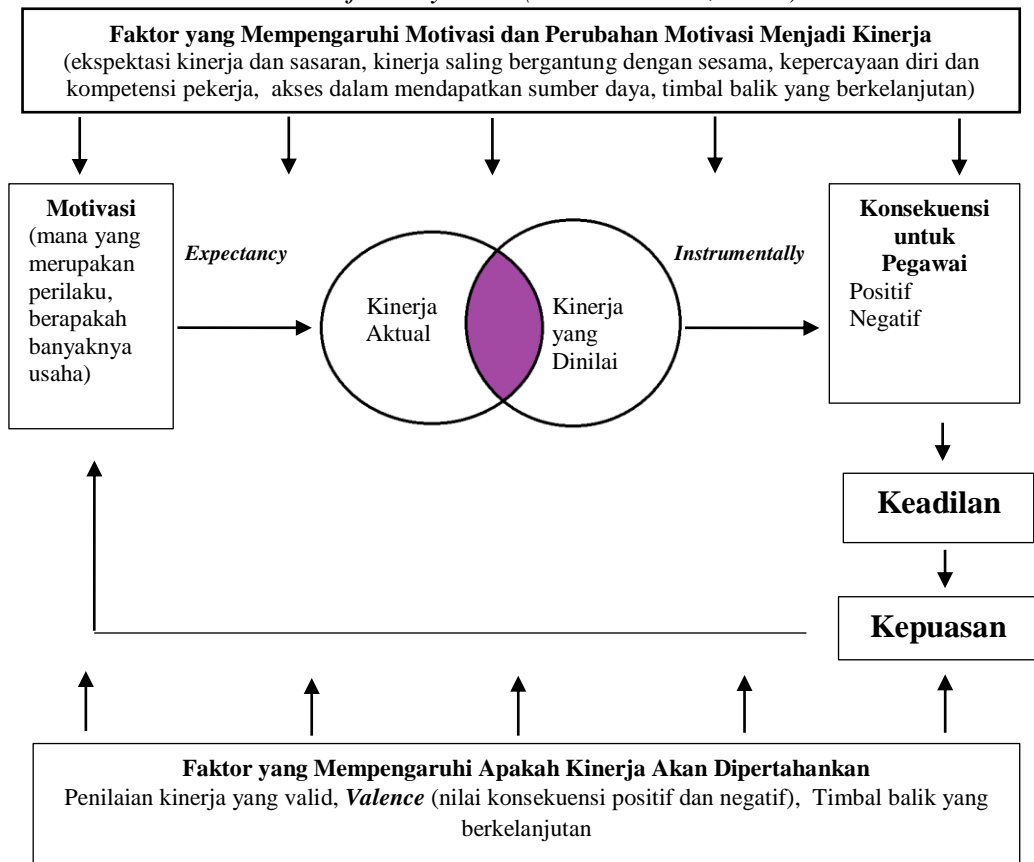 Faktor yang Mempengaruhi Motivasi dan Perubahan Motivasi Menjadi Kinerja
(ekspektasi kinerja dan sasaran, kinerja saling bergantung dengan sesama, kepercayaan diri dan
kompetensi pekerja, akses dalam mendapatkan sumber daya, timbal balik yang berkelanjutan)
Motivasi
(mana yang
merupakan
perilaku,
berapakah
banyaknya
usaha)
Expectancy
Kinerja
Aktual
Kinerja
yang
Dinilai
Instrumentally
Konsekuensi
untuk
Pegawai
Positif
Negatif
Keadilan
Kepuasan
Faktor yang Mempengaruhi Apakah Kinerja Akan Dipertahankan
Penilaian kinerja yang valid, Valence (nilai konsekuensi positif dan negatif), Timbal balik yang
berkelanjutan